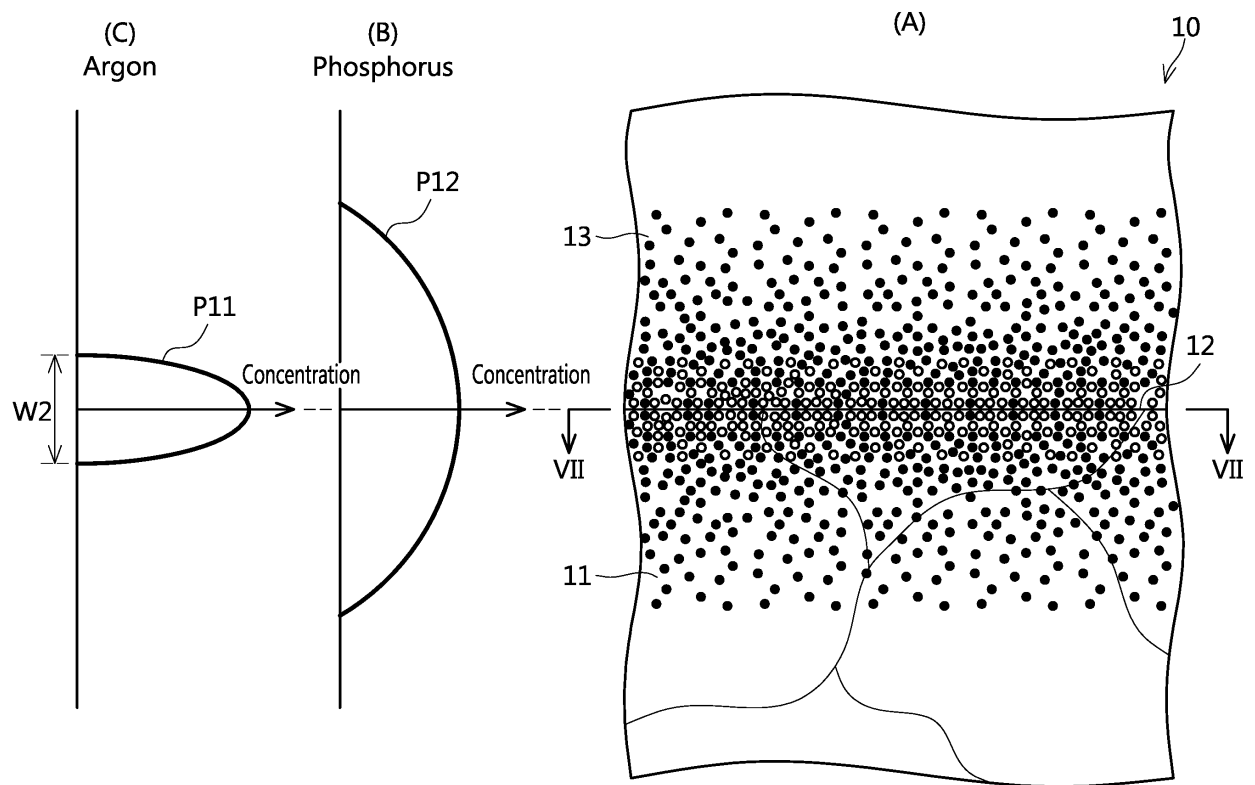 (C)
Argon
(B)
Phosphorus
(A)
10
P12
13
P11
12
Concentration
Concentration
W2
VII
VII
11